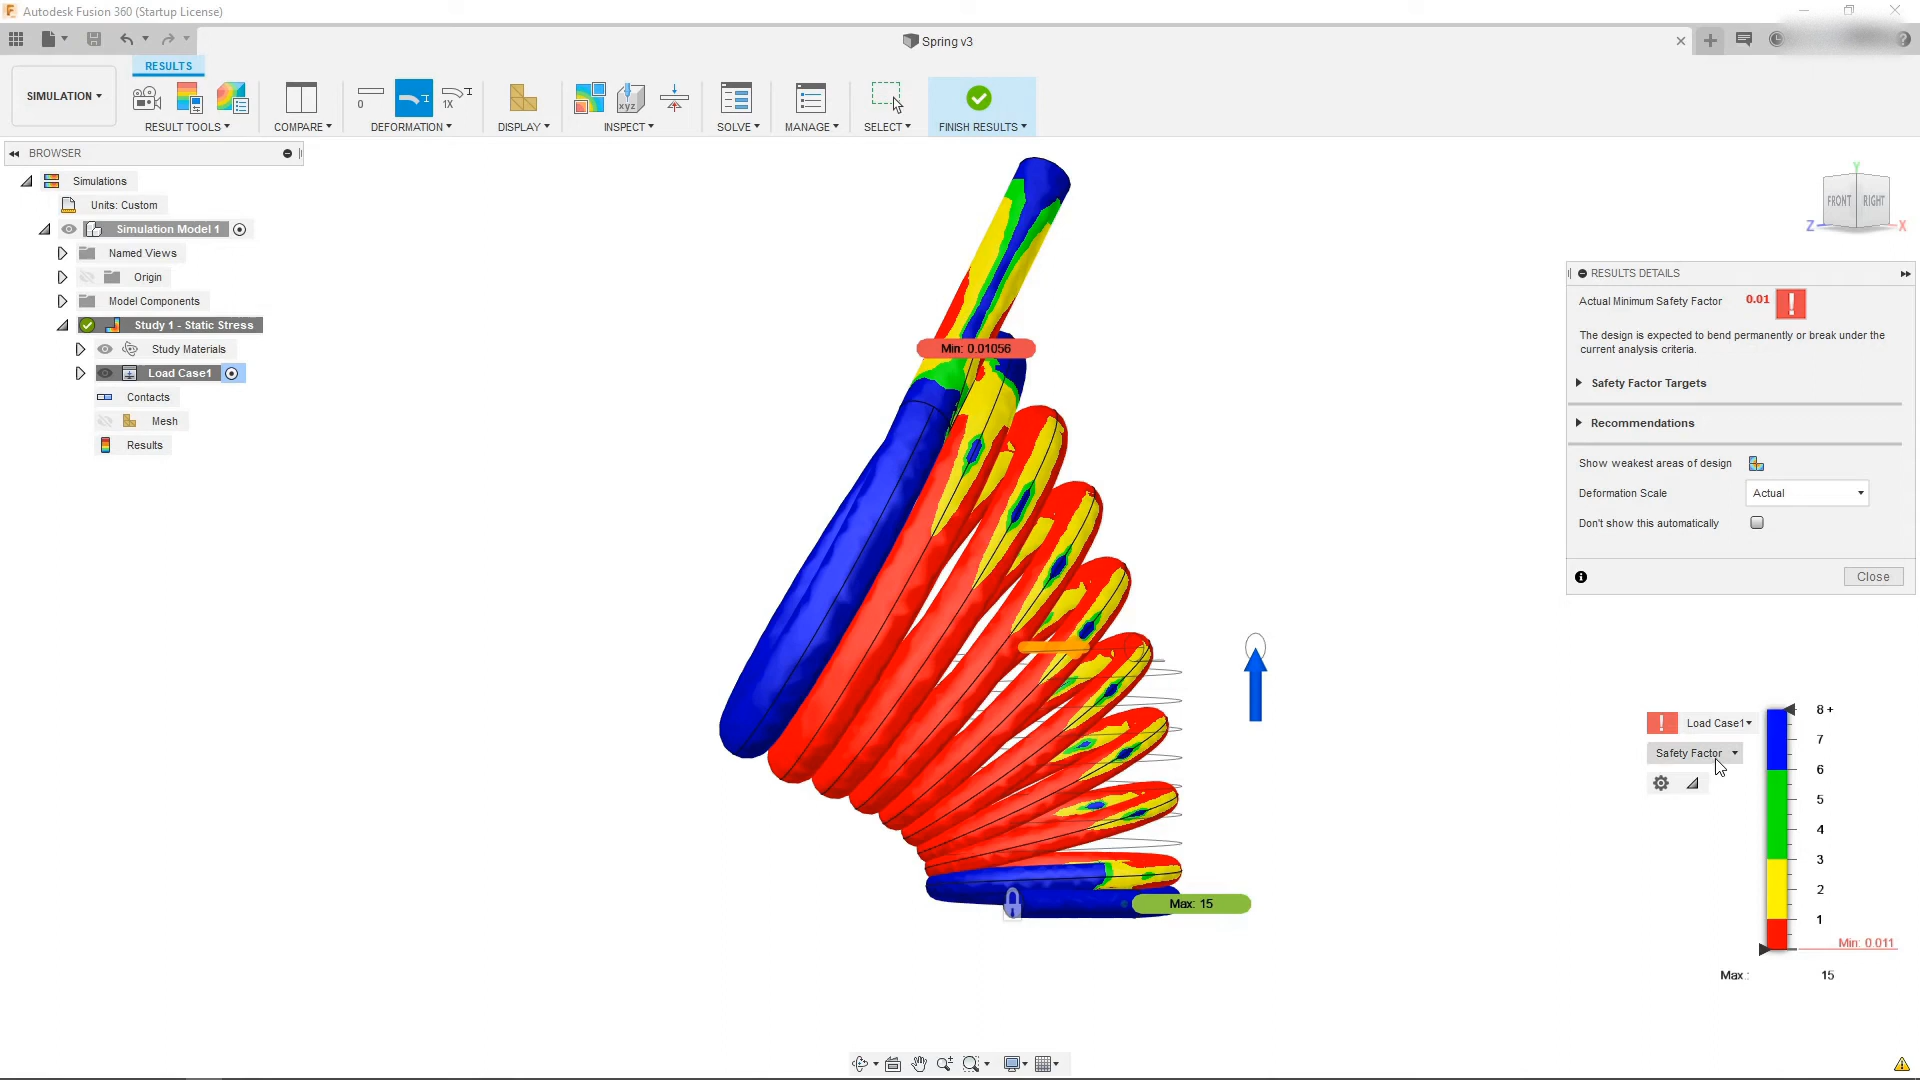 Autodesk Fusion 360 (Startup License)
Spring v3
RESULTS
SIMULATION
RESULT TOOLS
COMPARE
0
1X
DEFORMATION
DISPLAY
xyz
INSPECT
SOLVE
MANAGE
SELECT
FINISH RESULTS
BROWSER
Simulations
Units: Custom
Simulation Model 1
Named Views
Origin
Model Components
Study 1 - Static Stress
Study Materials
Load Case1
Contacts
Mesh
Results
Min: 0.01056
Max: 15
Y
FRONT
RIGHT
Z
X
RESULTS DETAILS
Actual Minimum Safety Factor 0.01
The design is expected to bend permanently or break under the
current analysis criteria.
Safety Factor Targets
Recommendations
Show weakest areas of design
Deformation Scale Actual
Don't show this automatically
Close
Load Case1
Safety Factor
8 +
7
6
5
4
3
2
1
Min: 0.011
Max.: 15